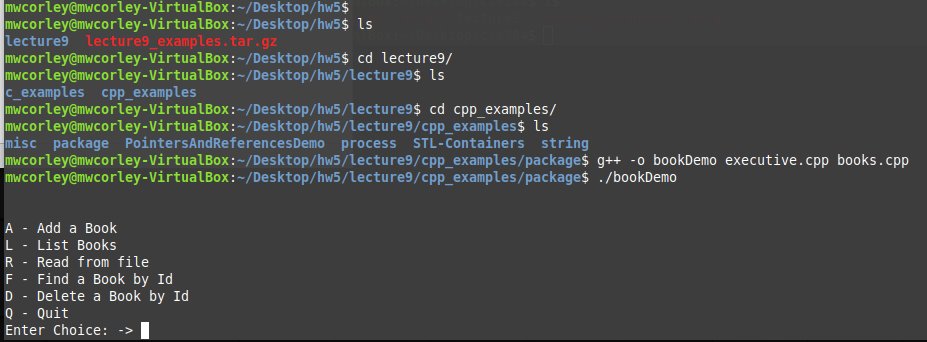 mwcorley@mwcorley-VirtualBox:~/Desktop/hw5$
mwcorley@mwcorley-VirtualBox:~/Desktop/hw5$ ls
lecture9  lecture9_examples.tar.gz
mwcorley@mwcorley-VirtualBox:~/Desktop/hw5$ cd lecture9/
mwcorley@mwcorley-VirtualBox:~/Desktop/hw5/lecture9$ ls
c_examples  cpp_examples
mwcorley@mwcorley-VirtualBox:~/Desktop/hw5/lecture9$ cd cpp_examples/
mwcorley@mwcorley-VirtualBox:~/Desktop/hw5/lecture9/cpp_examples$ ls
misc  package  PointersAndReferencesDemo  process  STL-Containers  string
mwcorley@mwcorley-VirtualBox:~/Desktop/hw5/lecture9/cpp_examples/package$ g++ -o bookDemo executive.cpp books.cpp
mwcorley@mwcorley-VirtualBox:~/Desktop/hw5/lecture9/cpp_examples/package$ ./bookDemo
A - Add a Book
L - List Books
R - Read from file
F - Find a Book by Id
D - Delete a Book by Id
Q - Quit
Enter Choice: ->